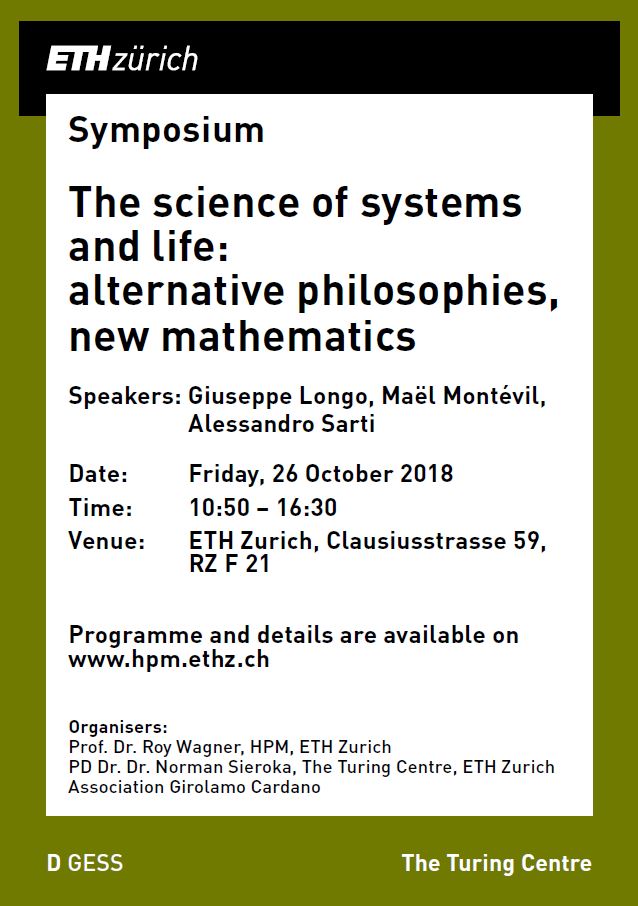 ETH zürich
Symposium
The science of systems
and life:
alternative philosophies,
new mathematics
Speakers: Giuseppe Longo, Maël Montévil,
Alessandro Sarti
Date: Friday, 26 October 2018
Time: 10:50 – 16:30
Venue: ETH Zurich, Clausiusstrasse 59,
RZ F 21
Programme and details are available on
www.hpm.ethz.ch
Organisers:
Prof. Dr. Roy Wagner, HPM, ETH Zurich
PD Dr. Dr. Norman Sieroka, The Turing Centre, ETH Zurich
Association Girolamo Cardano
D GESS The Turing Centre